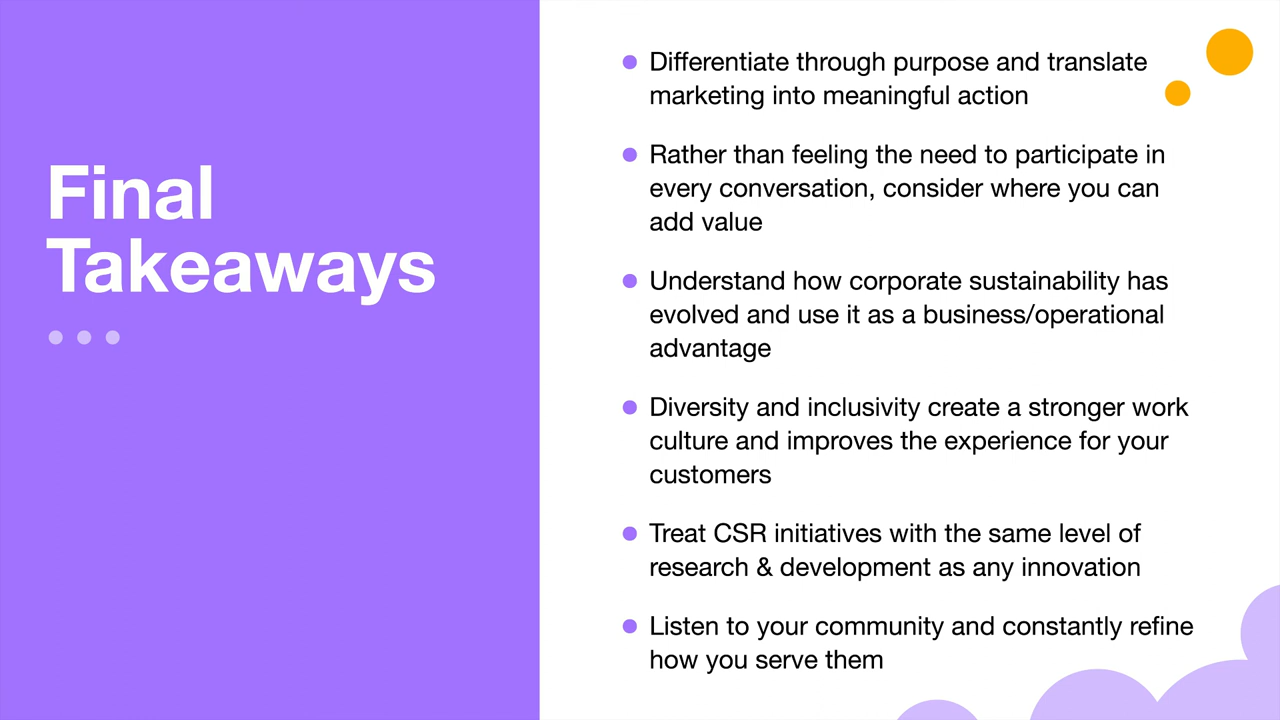 Final
Takeaways
Differentiate through purpose and translate
marketing into meaningful action
Rather than feeling the need to participate in
every conversation, consider where you can
add value
Understand how corporate sustainability has
evolved and use it as a business/operational
advantage
Diversity and inclusivity create a stronger work
culture and improves the experience for your
customers
Treat CSR initiatives with the same level of
research & development as any innovation
Listen to your community and constantly refine
how you serve them